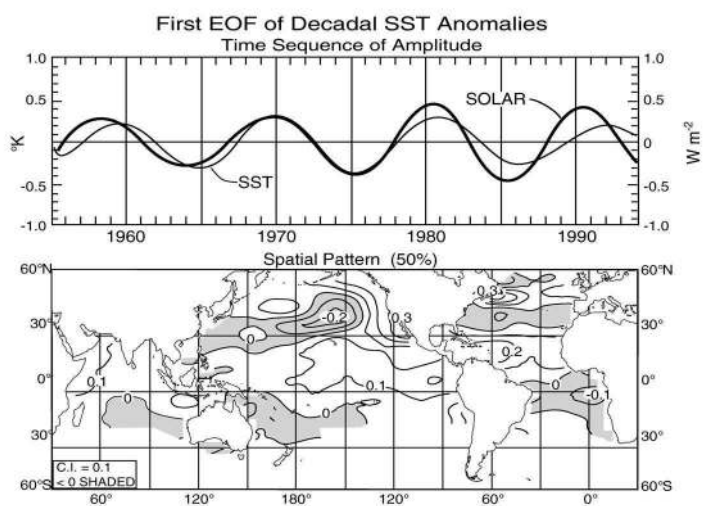 First EOF of Decadal SST Anomalies
Time Sequence of Amplitude
1.0 1.0
0.5 SOLAR 0.5
°K 0 0 W m-2
-0.5 SST -0.5
-1.0 -1.0
1960 1970 1980 1990
Spatial Pattern (50%)
60°N 60°N
0.3
-0.2 0.3
30° 0 30°
0.2
0° 0.1 0.1 0 0°
0 0 0 -0.1
30° 30°
C.I. = 0.1
< 0 SHADED
60°S 60°S
60° 120° 180° 120° 60° 0°